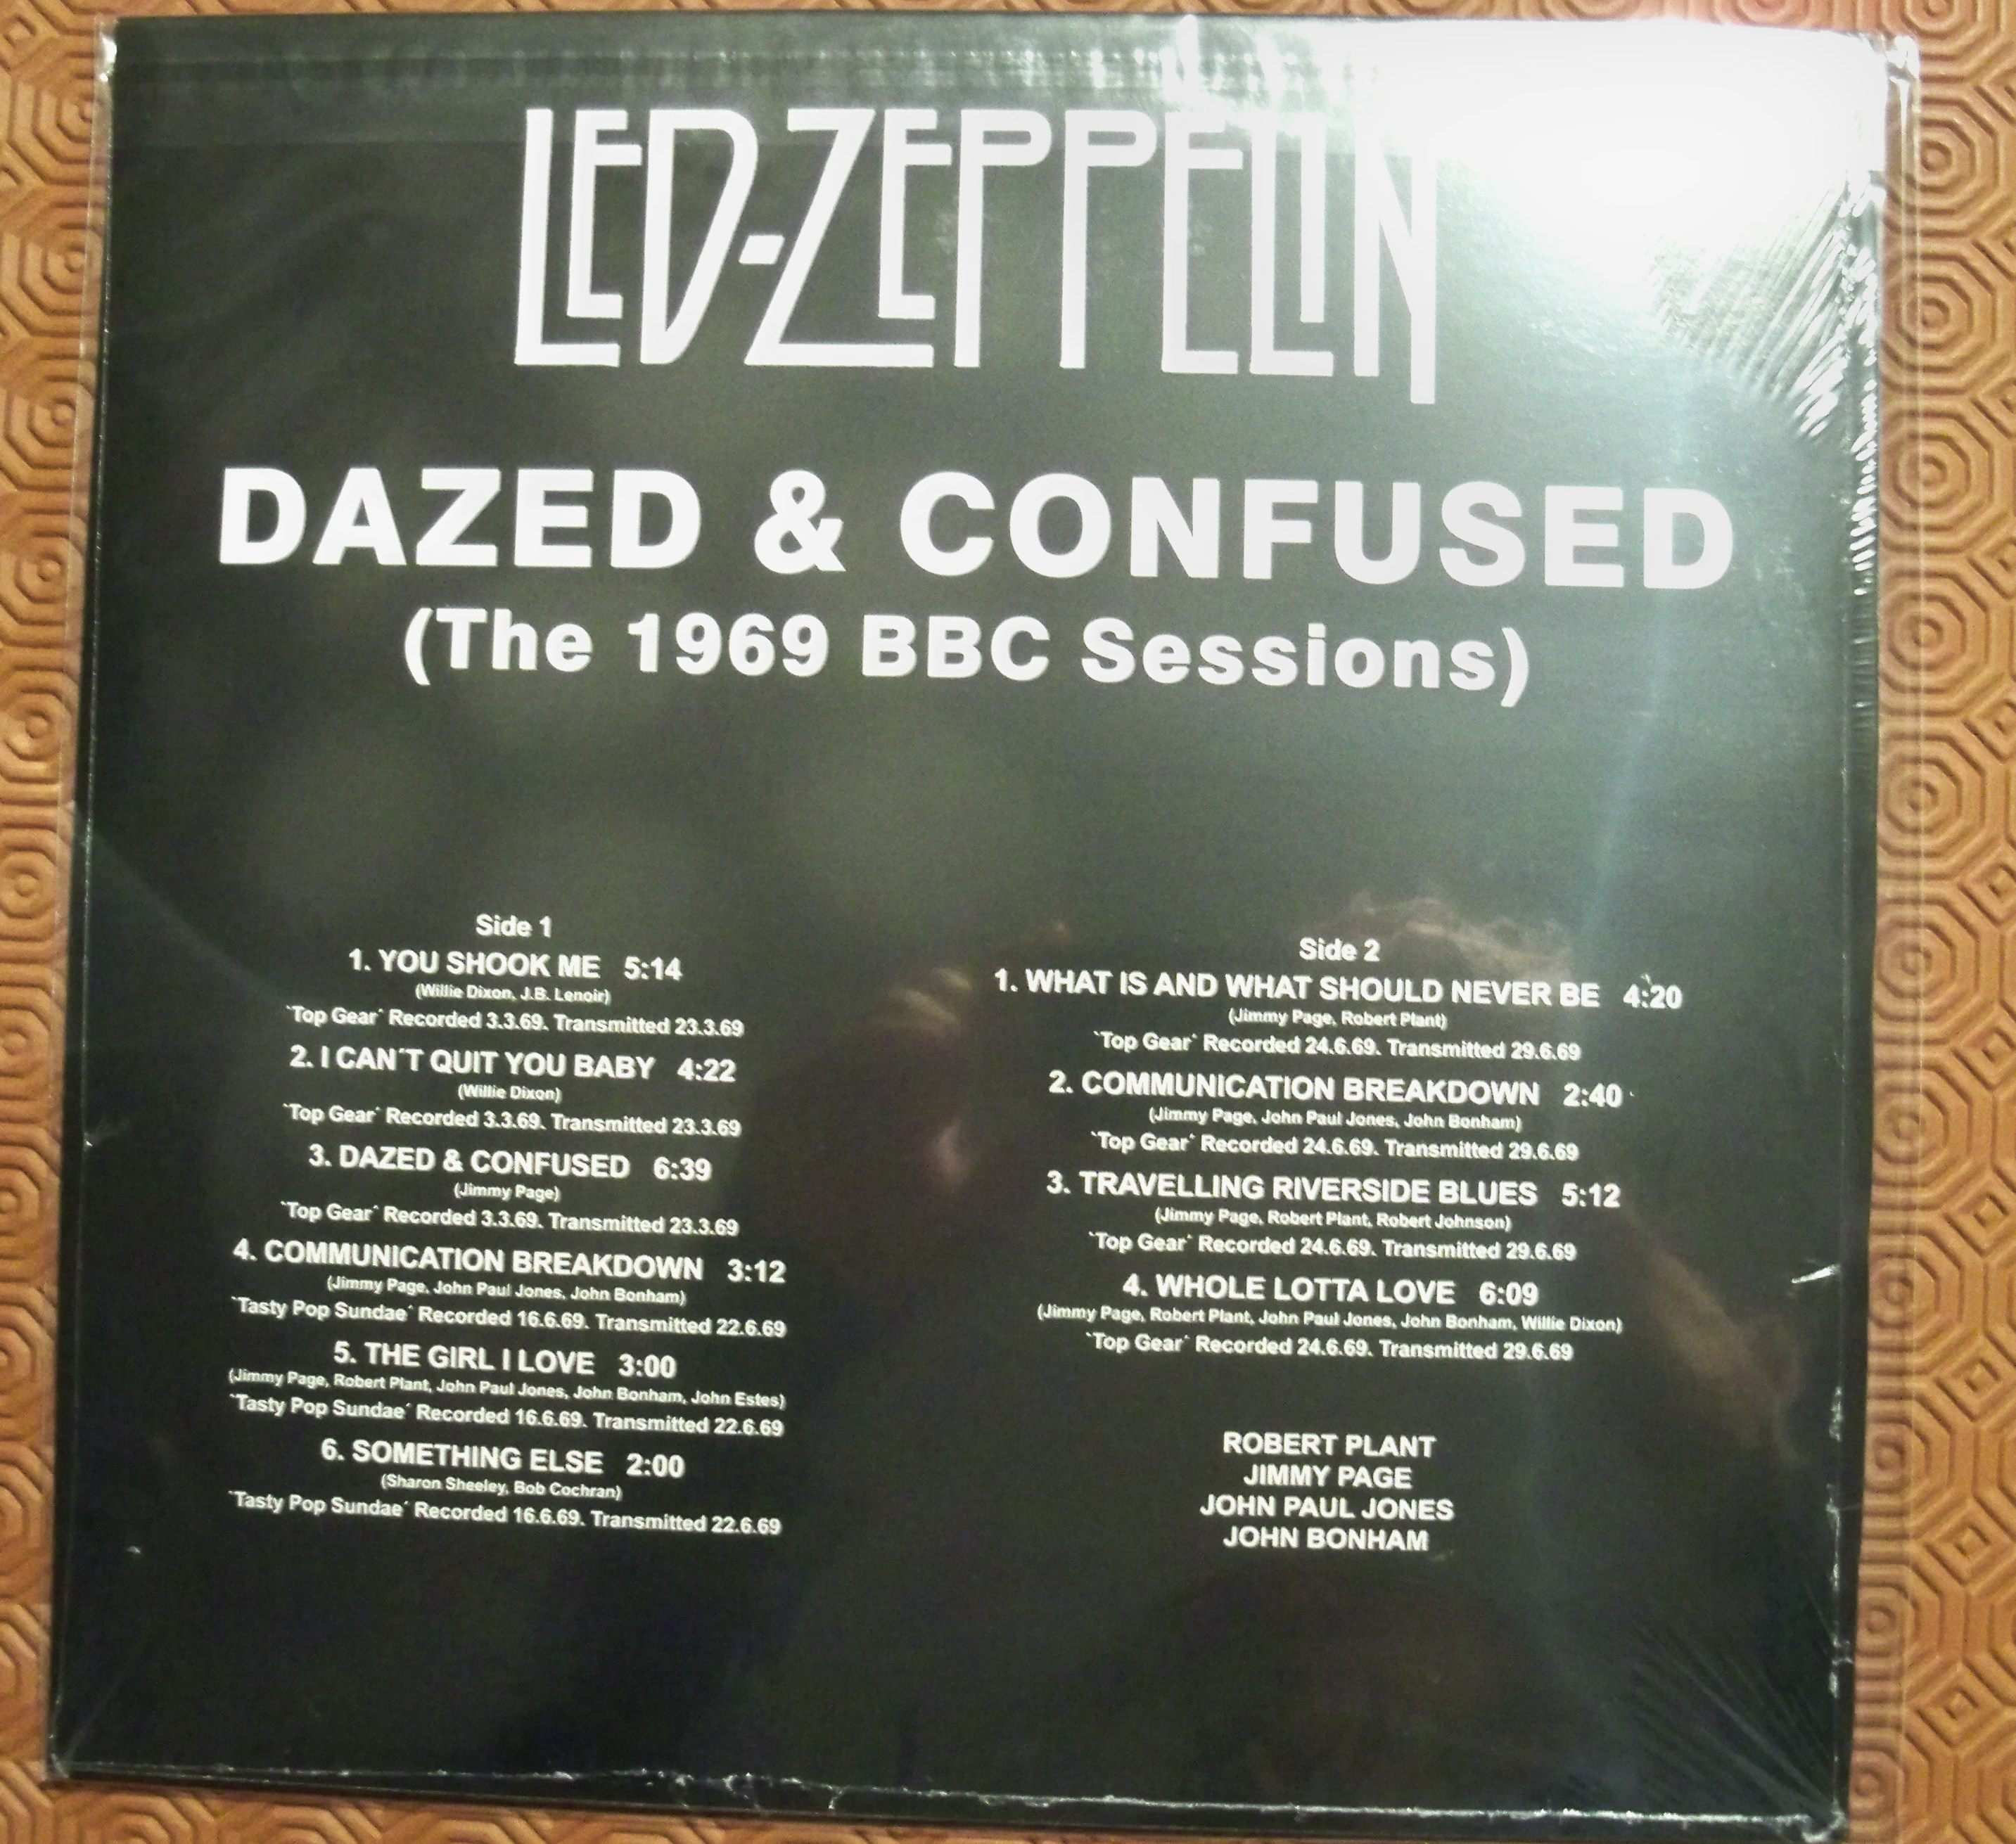 LED-ZEPPELIN
DAZED & CONFUSED
(The 1969 BBC Sessions)
Side 1
1. YOU SHOOK ME 5:14
(Willie Dixon, J.B. Lenoir)
`Top Gear´ Recorded 3.3.69. Transmitted 23.3.69
2. I CAN´T QUIT YOU BABY 4:22
(Willie Dixon)
`Top Gear´ Recorded 3.3.69. Transmitted 23.3.69
3. DAZED & CONFUSED 6:39
(Jimmy Page)
`Top Gear´ Recorded 3.3.69. Transmitted 23.3.69
4. COMMUNICATION BREAKDOWN 3:12
(Jimmy Page, John Paul Jones, John Bonham)
`Tasty Pop Sundae´ Recorded 16.6.69. Transmitted 22.6.69
5. THE GIRL I LOVE 3:00
(Jimmy Page, Robert Plant, John Paul Jones, John Bonham, John Estes)
`Tasty Pop Sundae´ Recorded 16.6.69. Transmitted 22.6.69
6. SOMETHING ELSE 2:00
(Sharon Sheeley, Bob Cochran)
`Tasty Pop Sundae´ Recorded 16.6.69. Transmitted 22.6.69
Side 2
1. WHAT IS AND WHAT SHOULD NEVER BE 4:20
(Jimmy Page, Robert Plant)
`Top Gear´ Recorded 24.6.69. Transmitted 29.6.69
2. COMMUNICATION BREAKDOWN 2:40
(Jimmy Page, John Paul Jones, John Bonham)
`Top Gear´ Recorded 24.6.69. Transmitted 29.6.69
3. TRAVELLING RIVERSIDE BLUES 5:12
(Jimmy Page, Robert Plant, Robert Johnson)
`Top Gear´ Recorded 24.6.69. Transmitted 29.6.69
4. WHOLE LOTTA LOVE 6:09
(Jimmy Page, Robert Plant, John Paul Jones, John Bonham, Willie Dixon)
`Top Gear´ Recorded 24.6.69. Transmitted 29.6.69
ROBERT PLANT
JIMMY PAGE
JOHN PAUL JONES
JOHN BONHAM